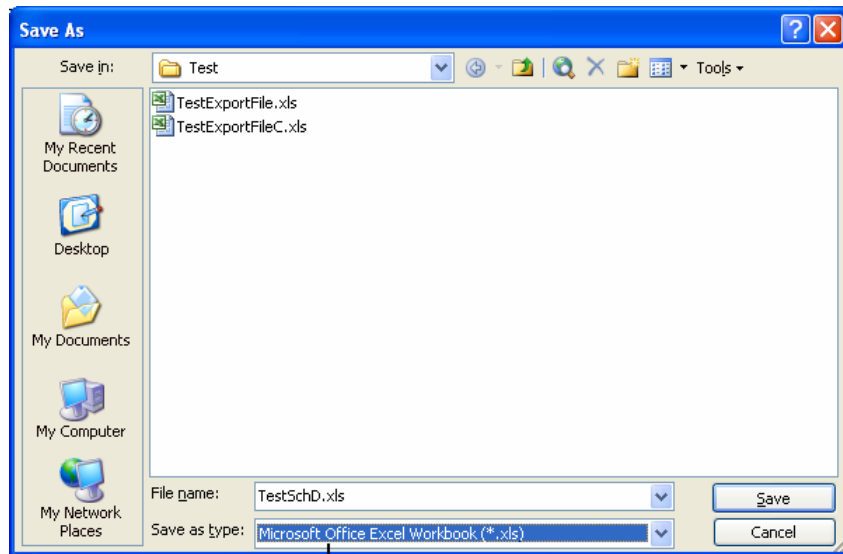 Save As
Save in:
Test
Tools
TestExportFile.xls
TestExportFileC.xls
My Recent
Documents
Desktop
My Documents
My Computer
My Network
Places
File name:
TestSchD.xls
Save
Save as type:
Microsoft Office Excel Workbook (*.xls)
Cancel